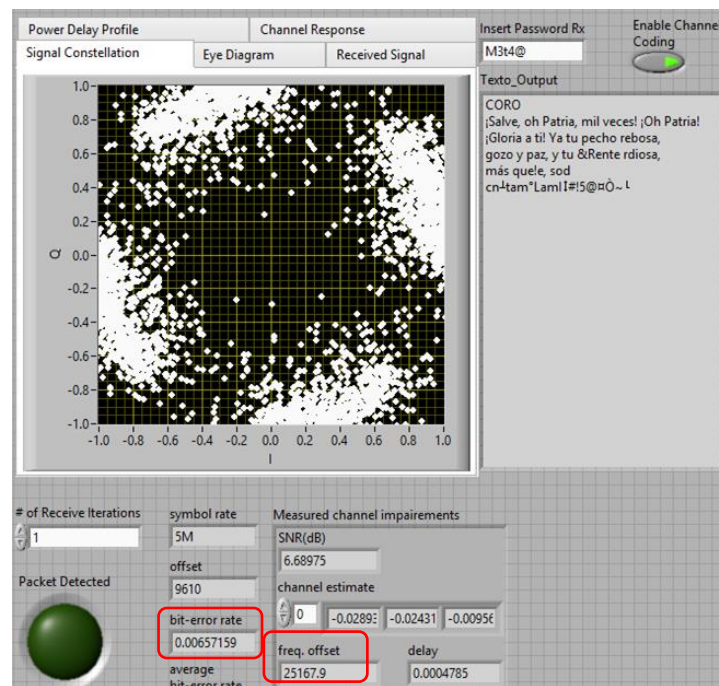 Power Delay Profile
Channel Response
Signal Constellation
Eye Diagram
Received Signal
Insert Password Rx
M3t4@
Enable Channe
Coding
Texto_Output
CORO
¡Salve, oh Patria, mil veces! ¡Oh Patria!
¡Gloria a ti! Ya tu pecho rebosa,
gozo y paz, y tu &Rente rdiosa,
más que!e, sod
1.0
0.8
0.6
0.4
0.2
0.0
-0.2
-0.4
-0.6
-0.8
-1.0
Q
-1.0 -0.8 -0.6 -0.4 -0.2 0.0 0.2 0.4 0.6 0.8 1.0
I
# of Receive Iterations
1
Packet Detected
symbol rate
5M
offset
9610
bit-error rate
0.00657159
average
bit-error rate
Measured channel impairements
SNR(dB)
6.68975
channel estimate
0 -0.0289 -0.02431 -0.00956
freq. offset
25167.9
delay
0.0004785